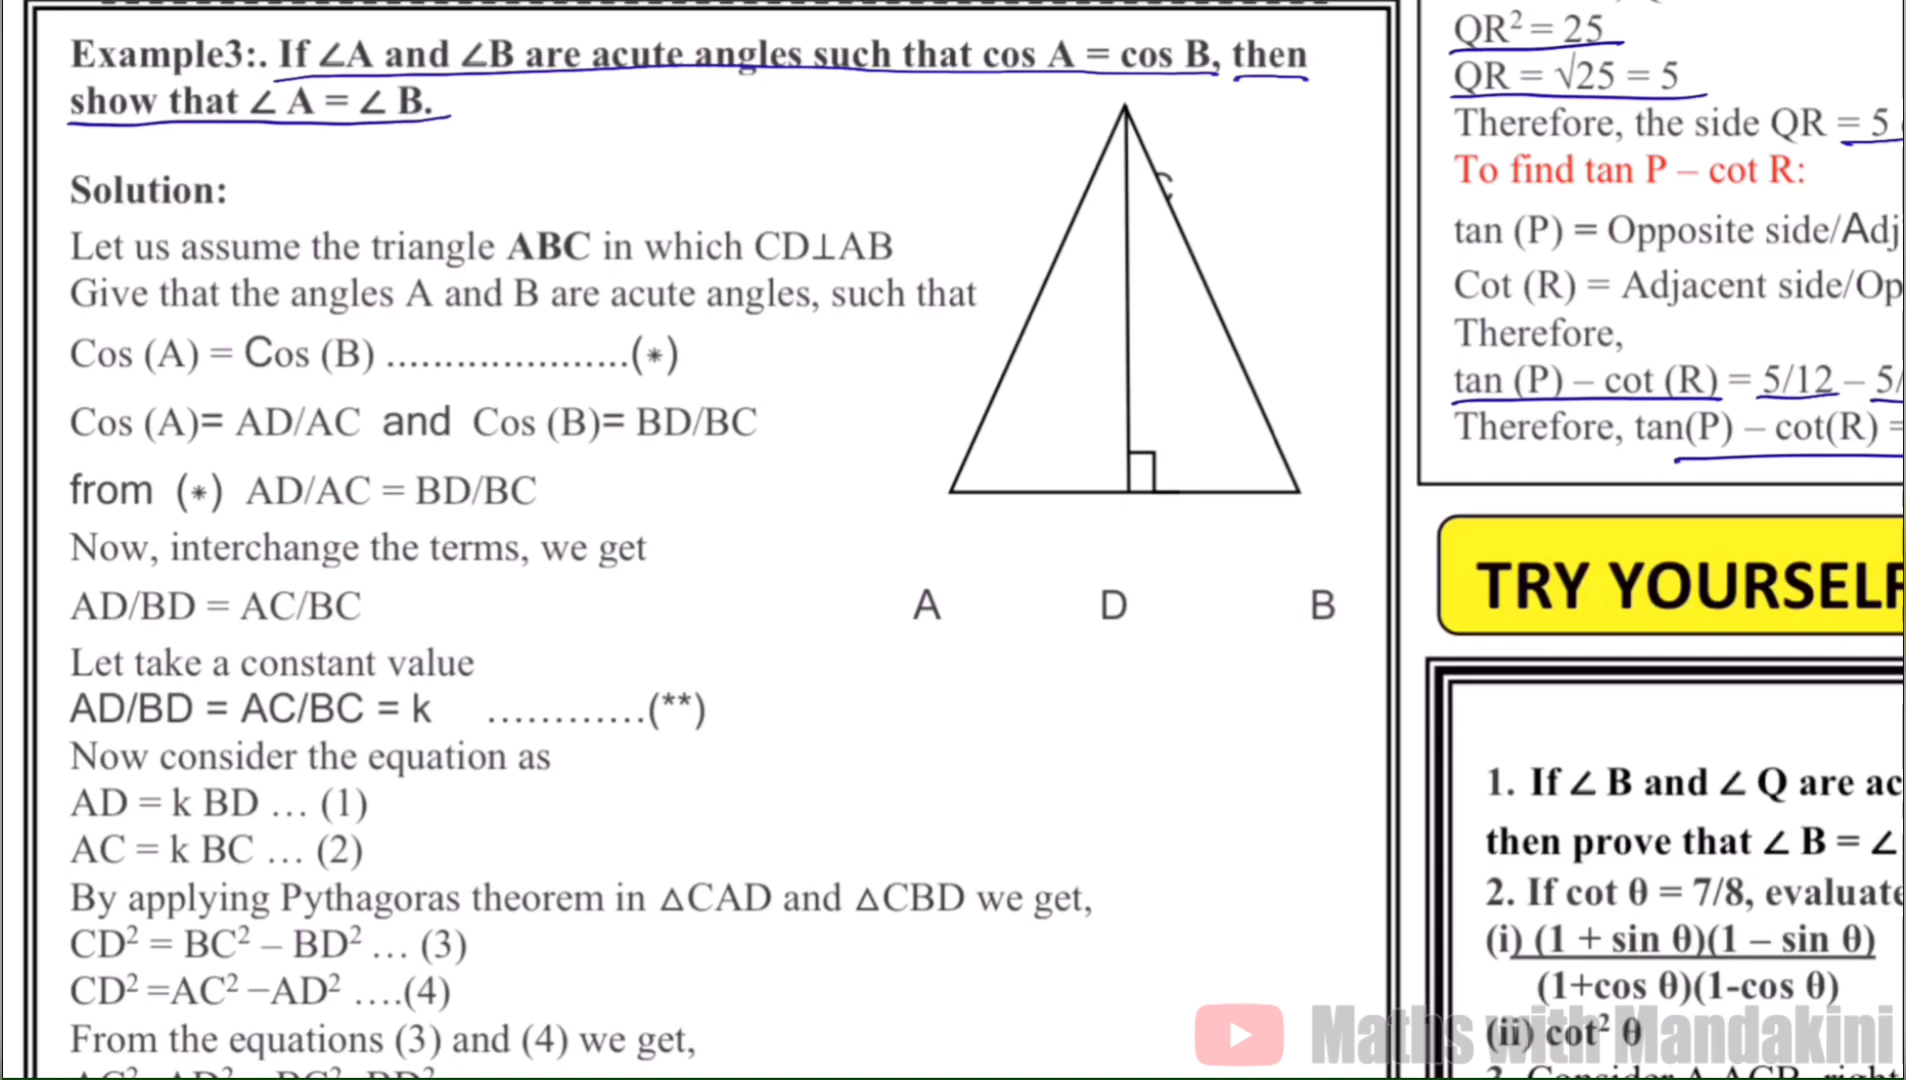 Example3:. If ∠A and ∠B are acute angles such that cos A = cos B, then
show that ∠ A = ∠ B.
Solution:
Let us assume the triangle ABC in which CD⊥AB
Give that the angles A and B are acute angles, such that
Cos (A) = Cos (B) .....................(*)
Cos (A)= AD/AC and Cos (B)= BD/BC
from (*) AD/AC = BD/BC
Now, interchange the terms, we get
AD/BD = AC/BC
Let take a constant value
AD/BD = AC/BC = k ............(**)
Now consider the equation as
AD = k BD … (1)
AC = k BC … (2)
By applying Pythagoras theorem in △CAD and △CBD we get,
CD² = BC² – BD² … (3)
CD² =AC² −AD² ….(4)
From the equations (3) and (4) we get,
C
A D B
QR² = 25
QR = √25 = 5
Therefore, the side QR = 5
To find tan P – cot R:
tan (P) = Opposite side/Adj
Cot (R) = Adjacent side/Op
Therefore,
tan (P) – cot (R) = 5/12 – 5/
Therefore, tan(P) – cot(R) =
TRY YOURSELF
1. If ∠ B and ∠ Q are ac
then prove that ∠ B = ∠
2. If cot θ = 7/8, evaluate
(i) (1 + sin θ)(1 – sin θ)
(1+cos θ)(1-cos θ)
(ii) cot² θ
Maths with Mandakini